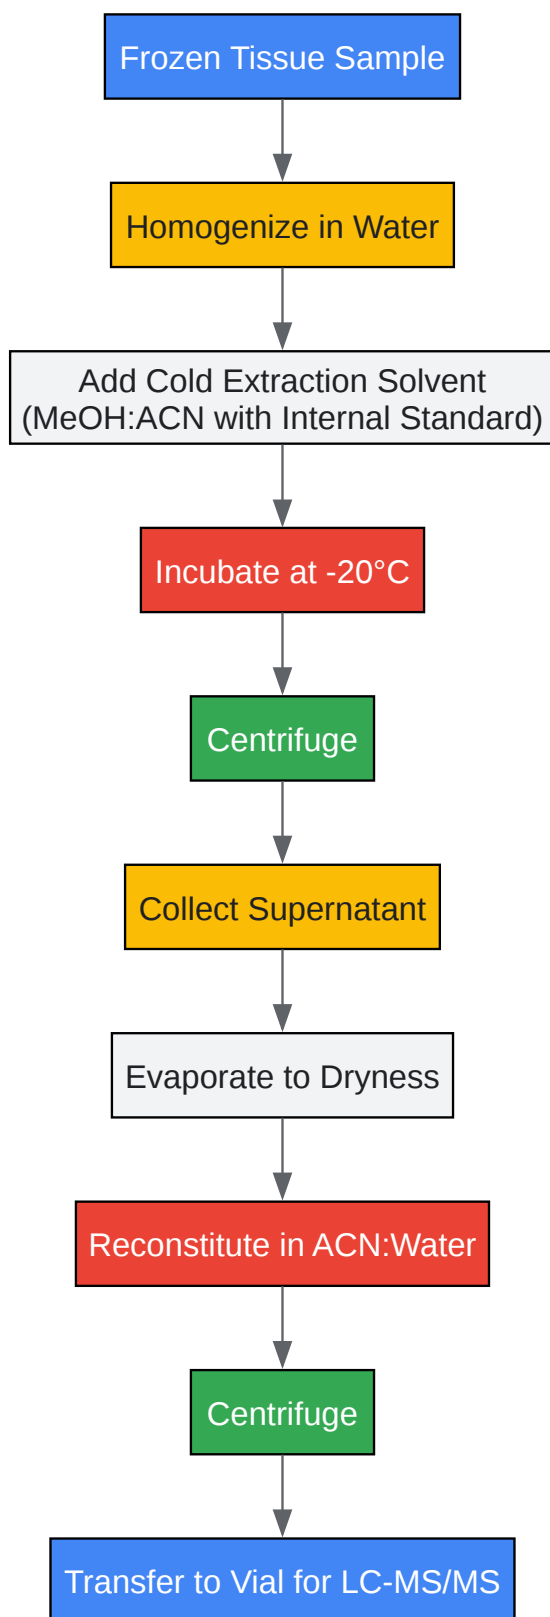 Frozen Tissue Sample
Homogenize in Water
Add Cold Extraction Solvent
(MeOH:ACN with Internal Standard)
Incubate at -20°C
Centrifuge
Collect Supernatant
Evaporate to Dryness
Reconstitute in ACN:Water
Centrifuge
Transfer to Vial for LC-MS/MS